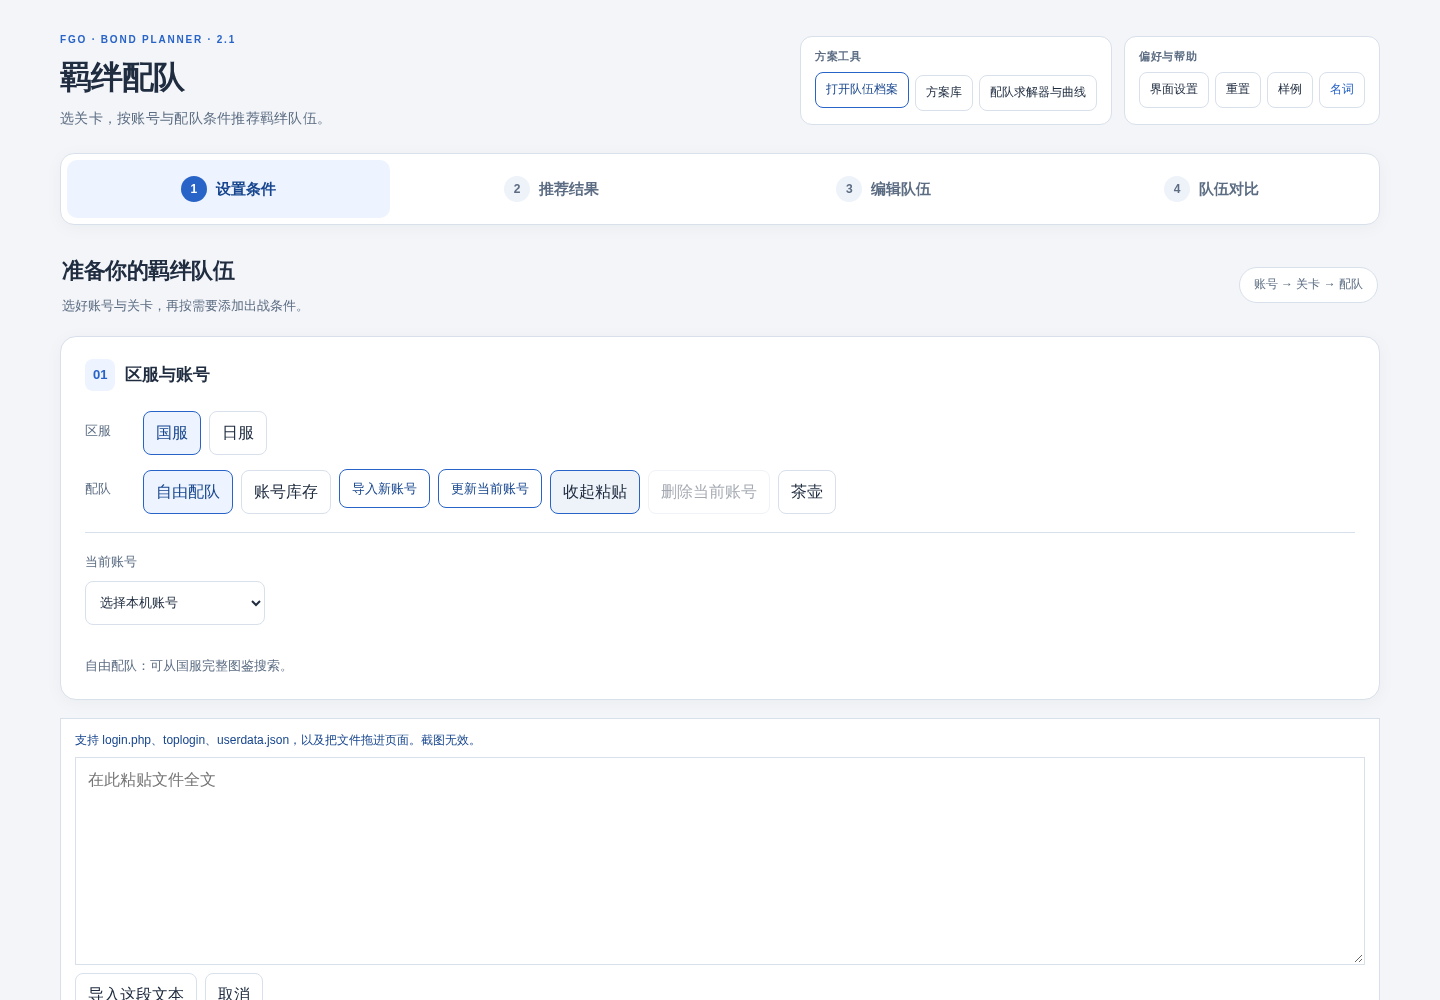 FGO · BOND PLANNER · 2.1
羁绊配队
选关卡，按账号与配队条件推荐羁绊队伍。
方案工具
打开队伍档案 方案库 配队求解器与曲线
偏好与帮助
界面设置 重置 样例 名词
1 设置条件 2 推荐结果 3 编辑队伍 4 队伍对比
准备你的羁绊队伍
选好账号与关卡，再按需要添加出战条件。
账号 → 关卡 → 配队
01 区服与账号
区服 国服 日服
配队 自由配队 账号库存 导入新账号 更新当前账号 收起粘贴 删除当前账号 茶壶
当前账号
选择本机账号
自由配队：可从国服完整图鉴搜索。
支持 login.php、toplogin、userdata.json，以及把文件拖进页面。截图无效。
在此粘贴文件全文
导入这段文本 取消